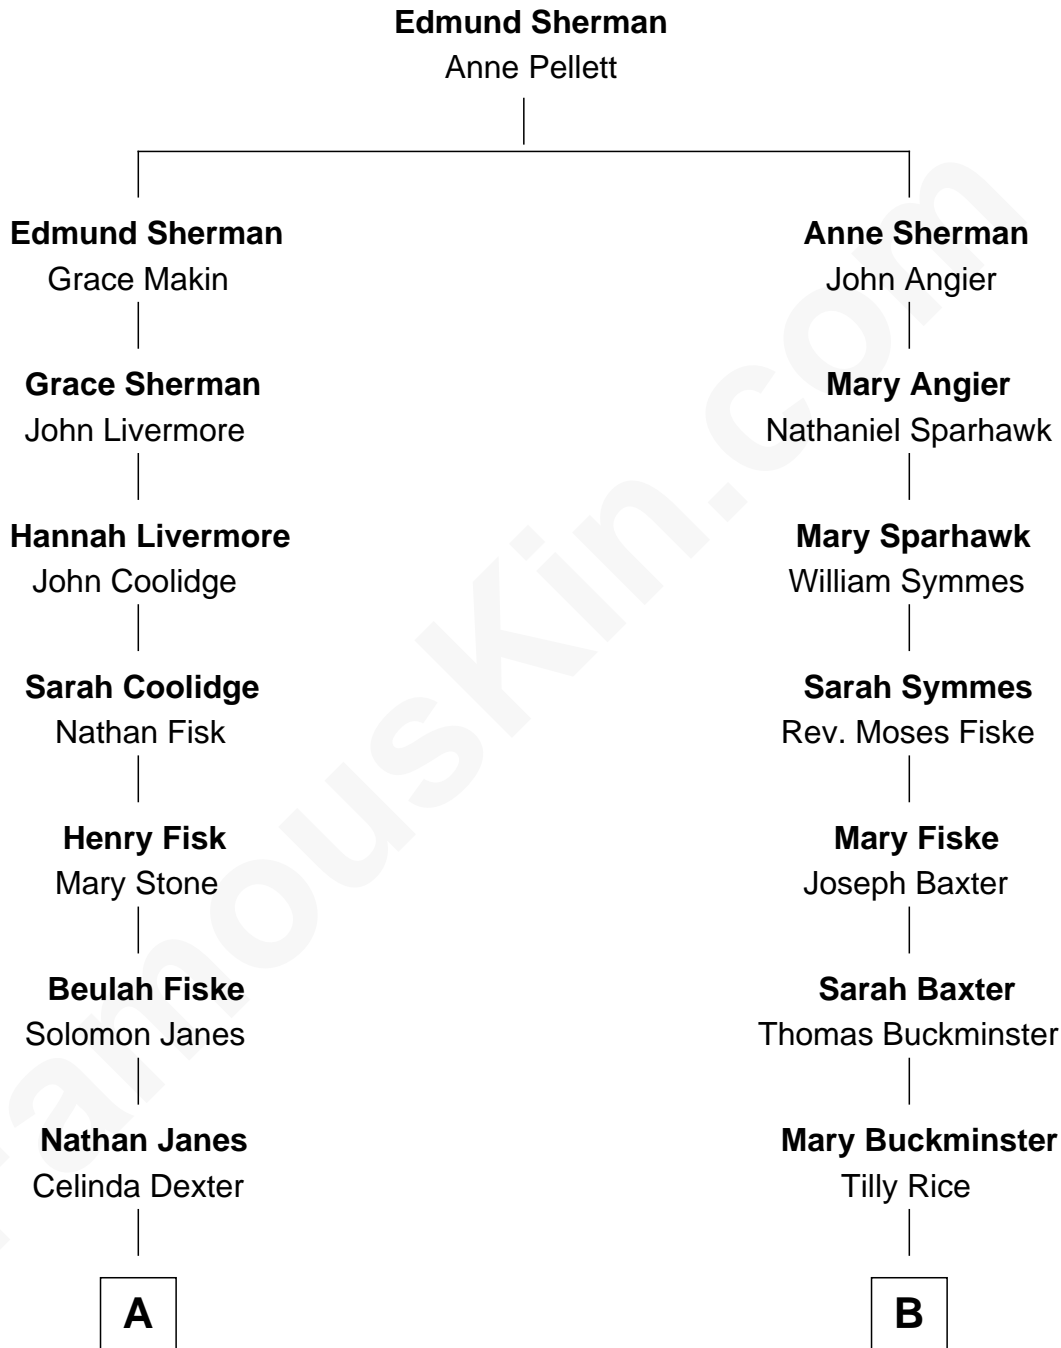 Edmund Sherman
Anne Pellett
Edmund Sherman
Grace Makin
Grace Sherman
John Livermore
Hannah Livermore
John Coolidge
Sarah Coolidge
Nathan Fisk
Henry Fisk
Mary Stone
Beulah Fiske
Solomon Janes
Nathan Janes
Celinda Dexter
A
Anne Sherman
John Angier
Mary Angier
Nathaniel Sparhawk
Mary Sparhawk
William Symmes
Sarah Symmes
Rev. Moses Fiske
Mary Fiske
Joseph Baxter
Sarah Baxter
Thomas Buckminster
Mary Buckminster
Tilly Rice
B
FamousKin.com